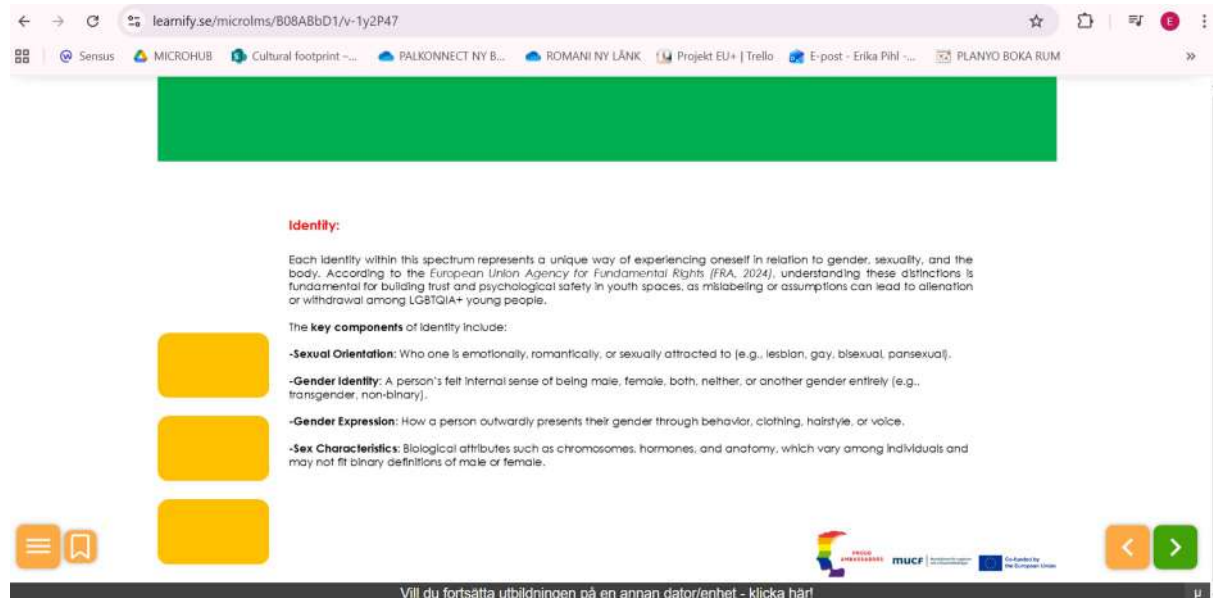 learnify.se/microlms/B08ABbD1/v-1y2P47
E
Sensus
MICROHUB
Cultural footprint –...
PALKONNECT NY B...
ROMANI NY LÄNK
Projekt EU+ | Trello
E-post - Erika Pihl -...
PLANYO BOKA RUM
»
Identity:
Each identity within this spectrum represents a unique way of experiencing oneself in relation to gender, sexuality, and the
body. According to the European Union Agency for Fundamental Rights (FRA, 2024), understanding these distinctions is
fundamental for building trust and psychological safety in youth spaces, as mislabeling or assumptions can lead to alienation
or withdrawal among LGBTQIA+ young people.
The key components of identity include:
-Sexual Orientation: Who one is emotionally, romantically, or sexually attracted to (e.g., lesbian, gay, bisexual, pansexual).
-Gender Identity: A person's felt internal sense of being male, female, both, neither, or another gender entirely (e.g.,
transgender, non-binary).
-Gender Expression: How a person outwardly presents their gender through behavior, clothing, hairstyle, or voice.
-Sex Characteristics: Biological attributes such as chromosomes, hormones, and anatomy, which vary among individuals and
may not fit binary definitions of male or female.
PROUD
AMBASSADORS
mucf
Co-funded by
the European Union
Vill du fortsätta utbildningen på en annan dator/enhet - klicka här!
µ